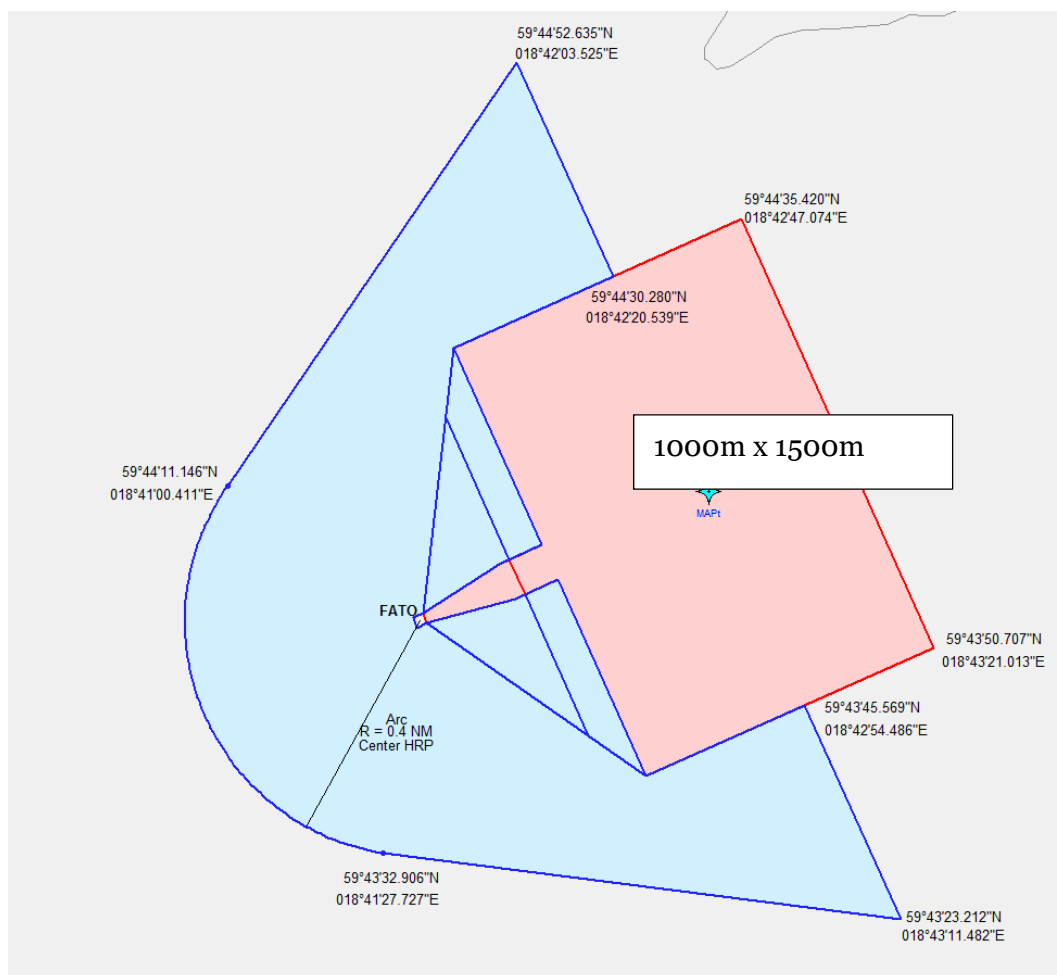 59°44'52.635"N
018°42'03.525"E
59°44'35.420"N
018°42'47.074"E
59°44'30.280"N
018°42'20.539"E
1000m x 1500m
MAPt
59°44'11.146"N
018°41'00.411"E
FATO
59°43'50.707"N
018°43'21.013"E
Arc
R = 0.4 NM
Center HRP
59°43'45.569"N
018°42'54.486"E
59°43'32.906"N
018°41'27.727"E
59°43'23.212"N
018°43'11.482"E